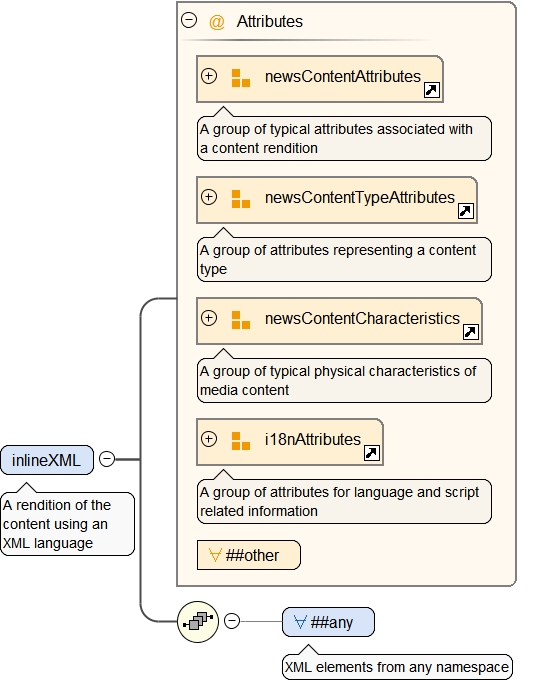 @ Attributes
newsContentAttributes
A group of typical attributes associated with
a content rendition
newsContentTypeAttributes
A group of attributes representing a content
type
newsContentCharacteristics
A group of typical physical characteristics of
media content
i18nAttributes
A group of attributes for language and script
related information
##other
inlineXML
A rendition of the
content using an
XML language
##any
XML elements from any namespace